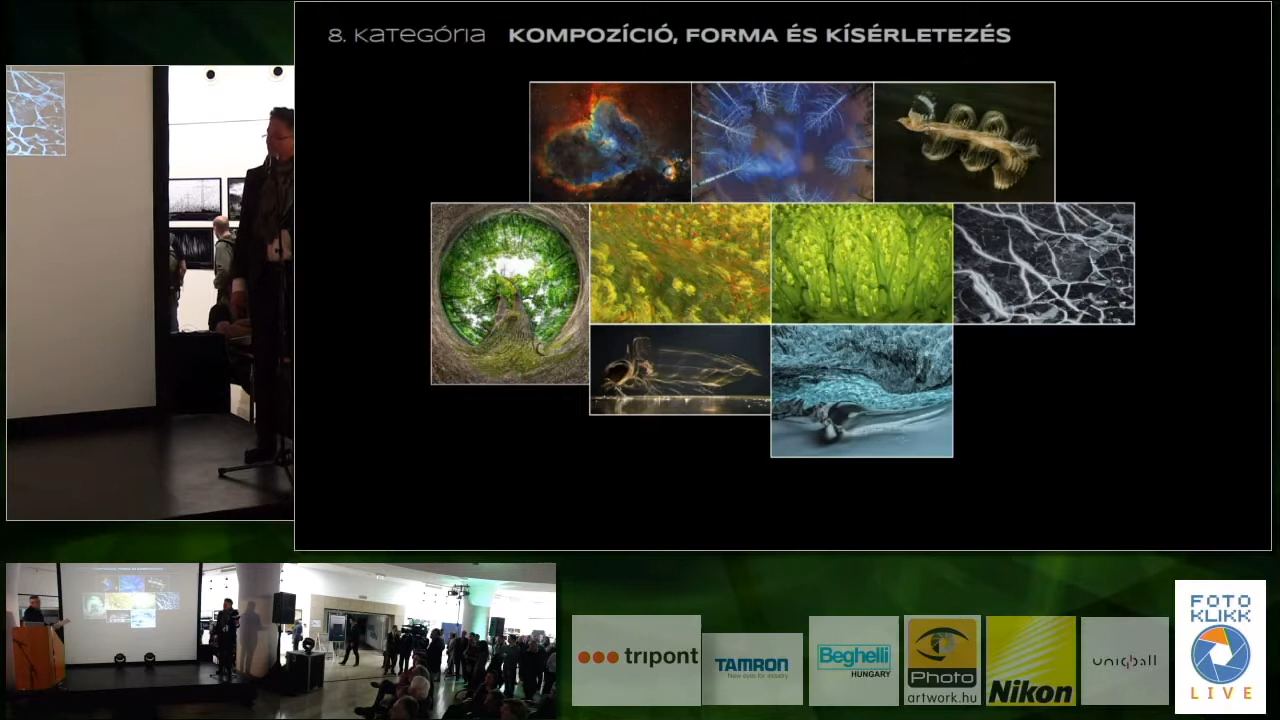 8. kategória KOMPOZÍCIÓ, FORMA ÉS KÍSÉRLETEZÉS
tripont
TAMRON
New eyes for industry
Beghelli
HUNGARY
Photo
artwork.hu
Nikon
uniqball
FOTO
KLIKK
LIVE